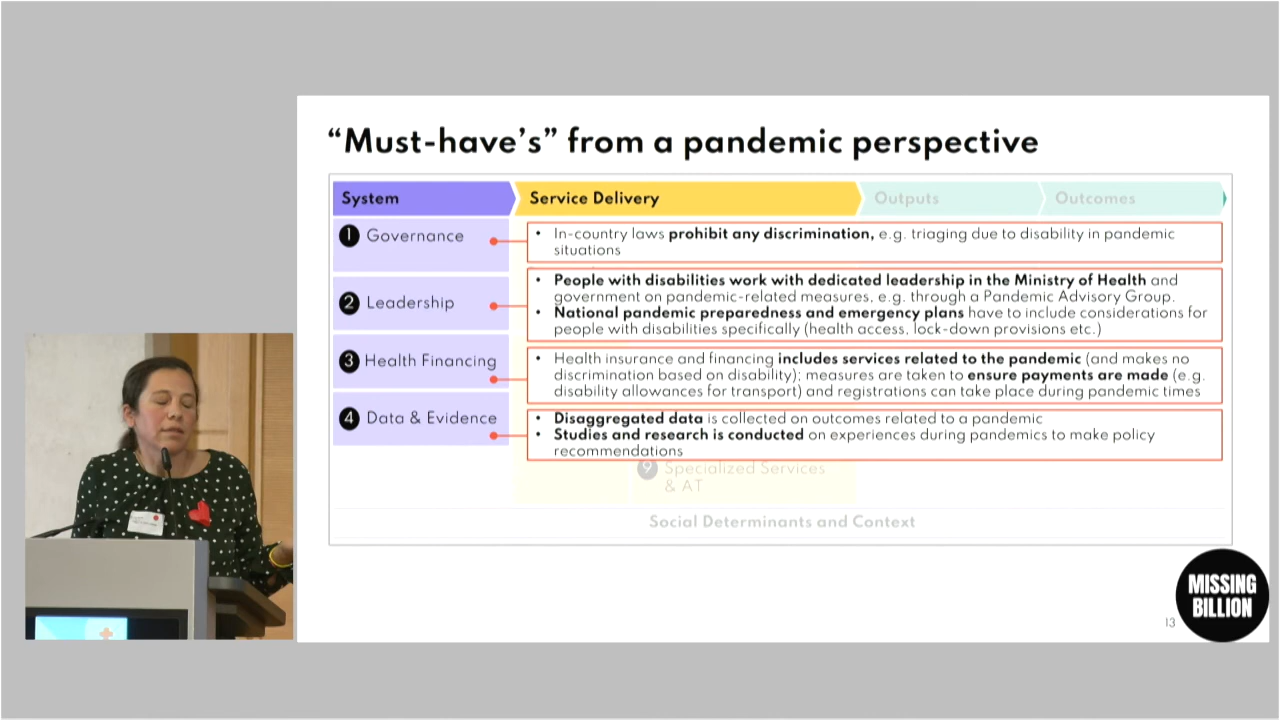 “Must-have’s” from a pandemic perspective
System
Service Delivery
Outputs
Outcomes
1 Governance
• In-country laws prohibit any discrimination, e.g. triaging due to disability in pandemic
situations
2 Leadership
• People with disabilities work with dedicated leadership in the Ministry of Health and
government on pandemic-related measures, e.g. through a Pandemic Advisory Group.
• National pandemic preparedness and emergency plans have to include considerations for
people with disabilities specifically (health access, lock-down provisions etc.)
3 Health Financing
• Health insurance and financing includes services related to the pandemic (and makes no
discrimination based on disability); measures are taken to ensure payments are made (e.g.
disability allowances for transport) and registrations can take place during pandemic times
4 Data & Evidence
• Disaggregated data is collected on outcomes related to a pandemic
• Studies and research is conducted on experiences during pandemics to make policy
recommendations
9 Specialized Services
& AT
Social Determinants and Context
MISSING
BILLION
13